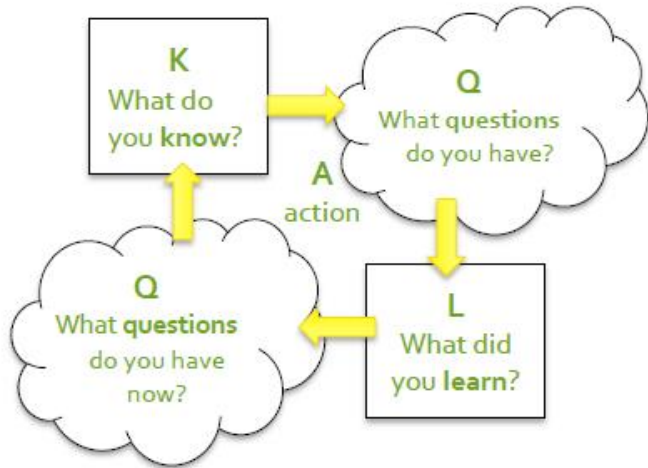 K
What do
you know?
Q
What questions
do you have?
A
action
L
What did
you learn?
Q
What questions
do you have
now?